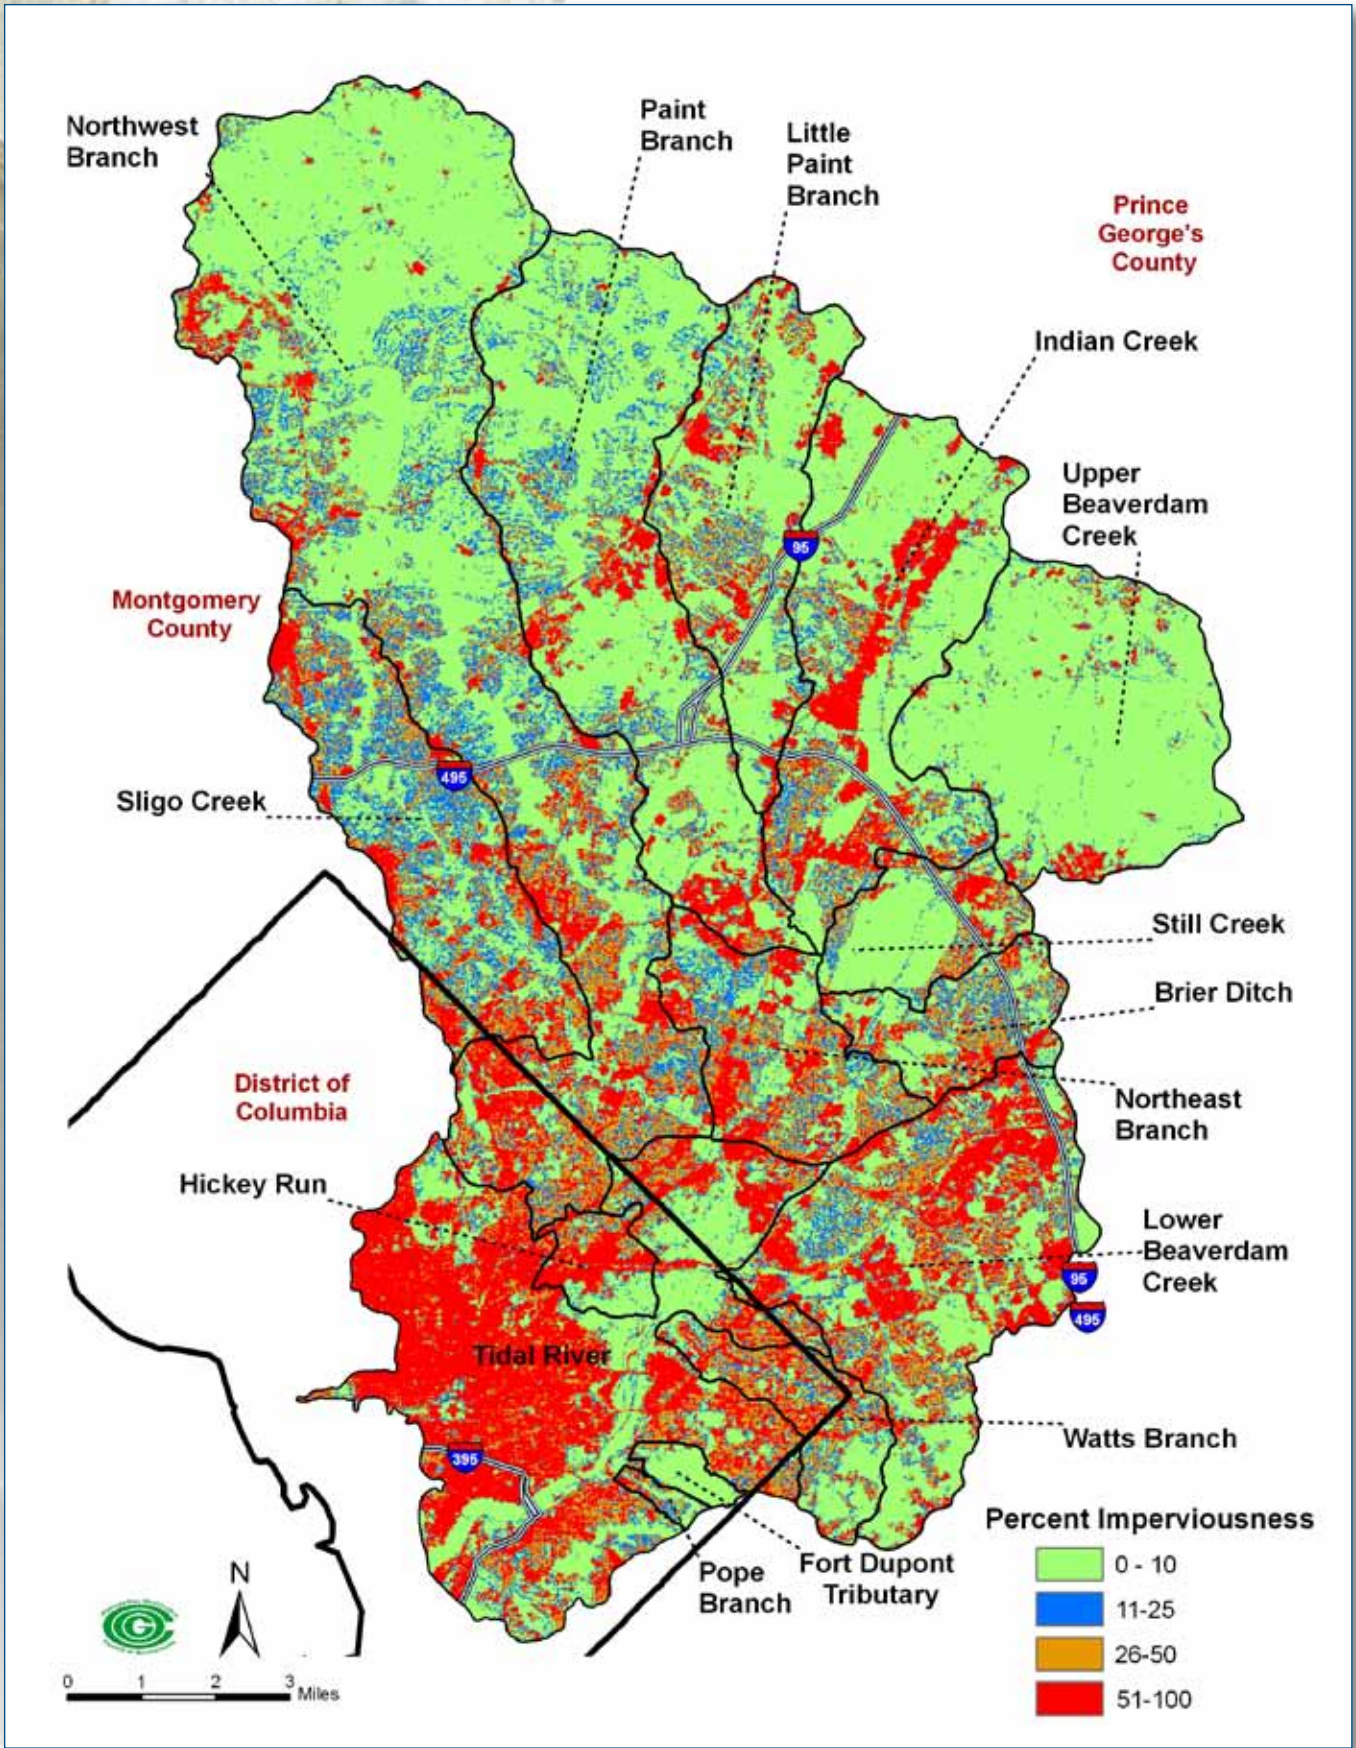 Northwest
Branch
Paint
Branch
Little
Paint
Branch
Prince
George's
County
Indian Creek
Upper
Beaverdam
Creek
95
Montgomery
County
495
Sligo Creek
Still Creek
Brier Ditch
District of
Columbia
Northeast
Branch
Hickey Run
Lower
Beaverdam
Creek
95
495
Tidal River
Watts Branch
395
Percent Imperviousness
0 - 10
11-25
26-50
51-100
Pope
Branch
Fort Dupont
Tributary
N
0 1 2 3 Miles